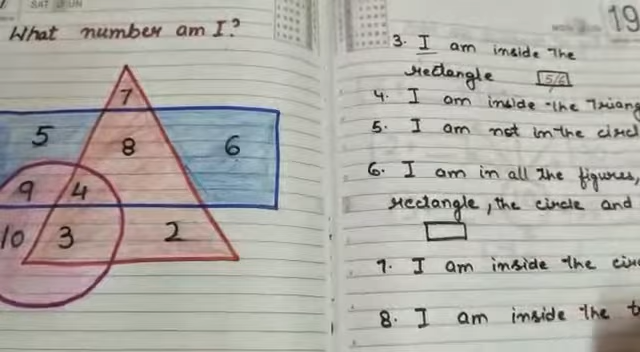 SAT SUN
What number am I?
7
5
8
6
9
4
10
3
2
19
3. I am inside the
rectangle 5/6
4. I am inside the
5. I am not in the
6. I am in all the figures,
rectangle, the circle and
7. I am inside the
8. I am inside the